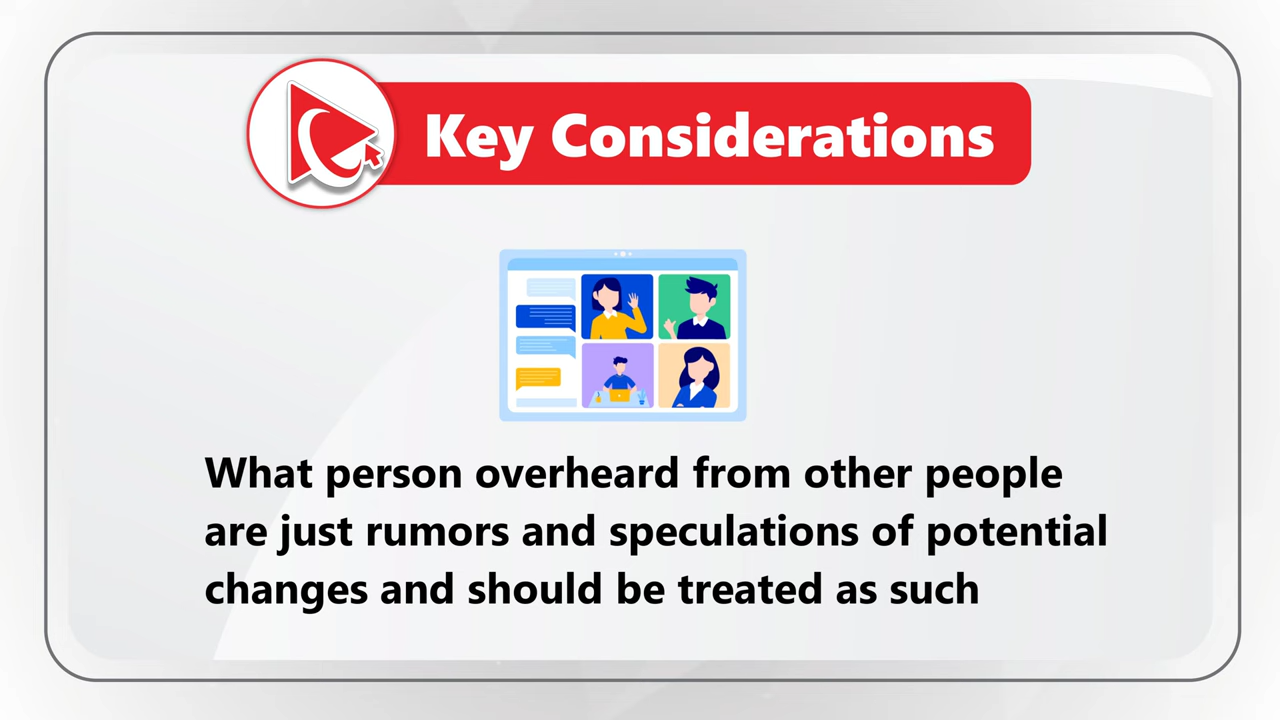 Key Considerations
What person overheard from other people
are just rumors and speculations of potential
changes and should be treated as such